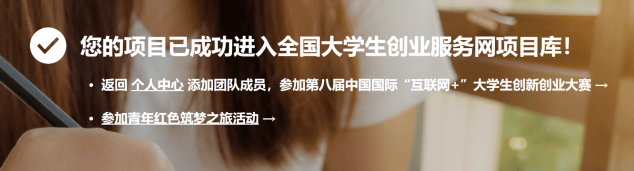 您的项目已成功进入全国大学生创业服务网项目库！
• 返回 个人中心 添加团队成员，参加第八届中国国际“互联网+”大学生创新创业大赛 →
• 参加青年红色筑梦之旅活动 →